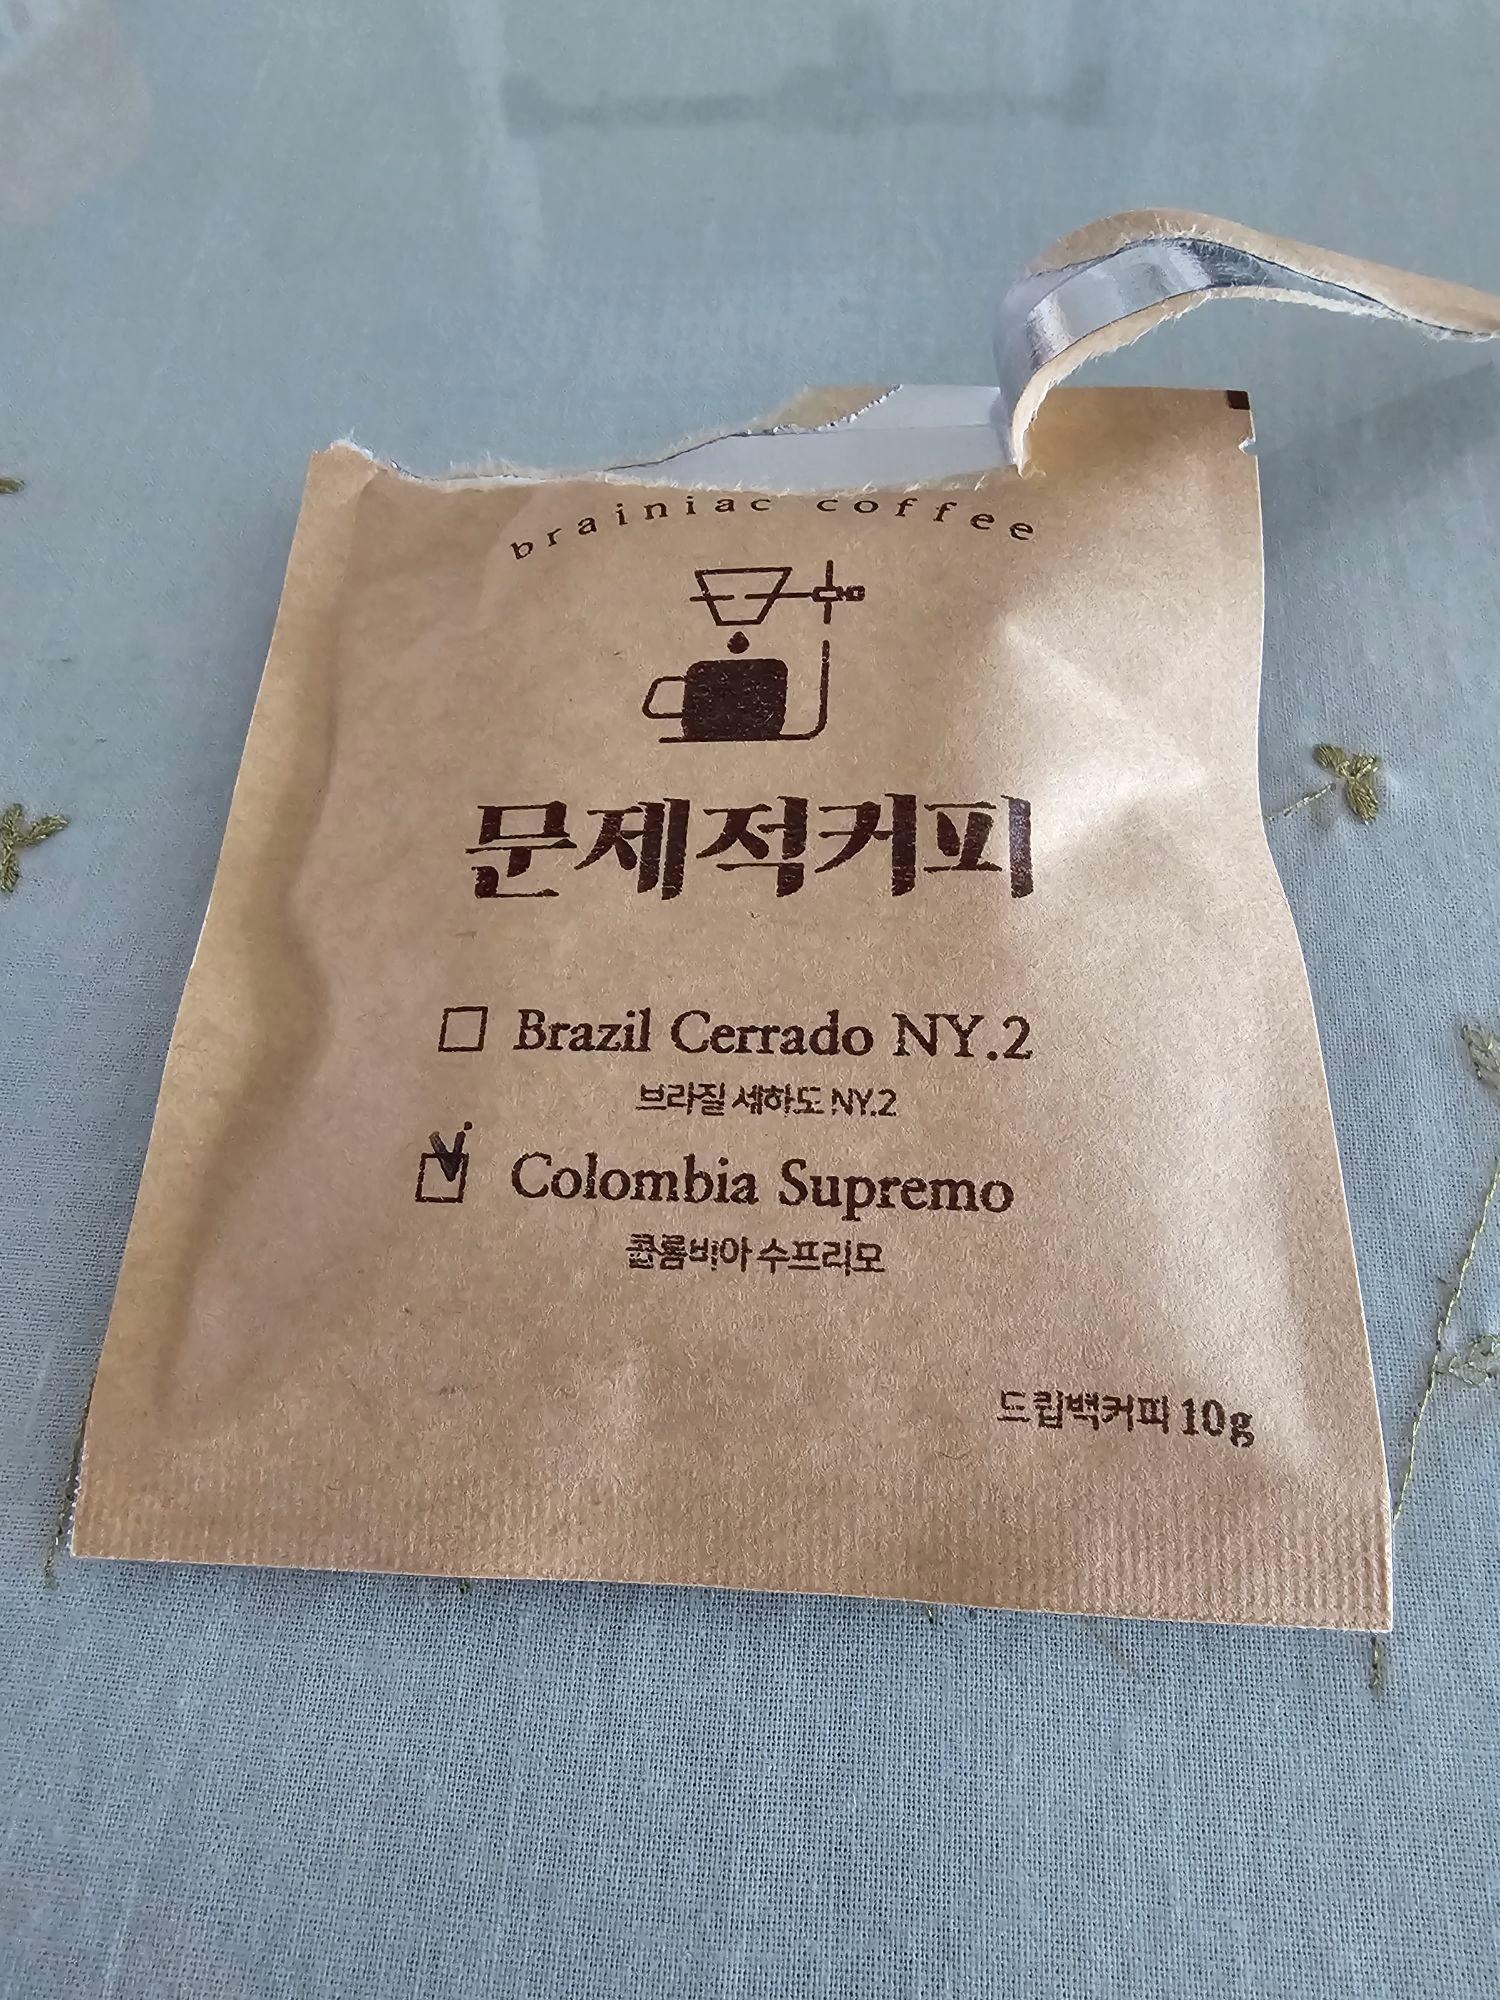 brainiac coffee
문제적커피
Brazil Cerrado NY.2
브라질 세하도 NY.2
Colombia Supremo
콜롬비아 수프리모
드립백커피 10g